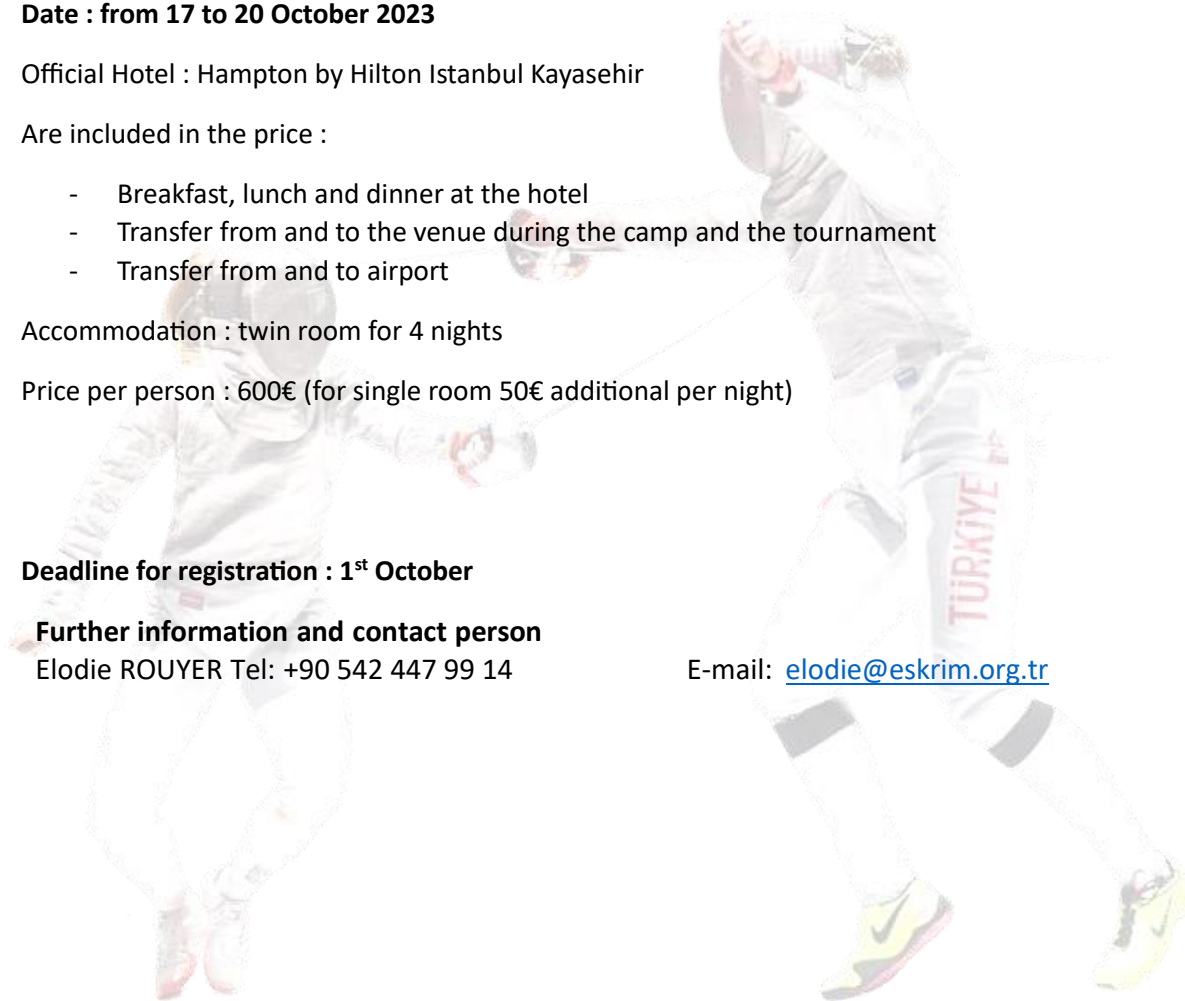 Date : from 17 to 20 October 2023
Official Hotel : Hampton by Hilton Istanbul Kayasehir
Are included in the price :
- Breakfast, lunch and dinner at the hotel
- Transfer from and to the venue during the camp and the tournament
- Transfer from and to airport
Accommodation : twin room for 4 nights
Price per person : 600€ (for single room 50€ additional per night)
TÜRKİYE
Deadline for registration : 1st October
Further information and contact person
Elodie ROUYER Tel: +90 542 447 99 14 E-mail: elodie@eskrim.org.tr